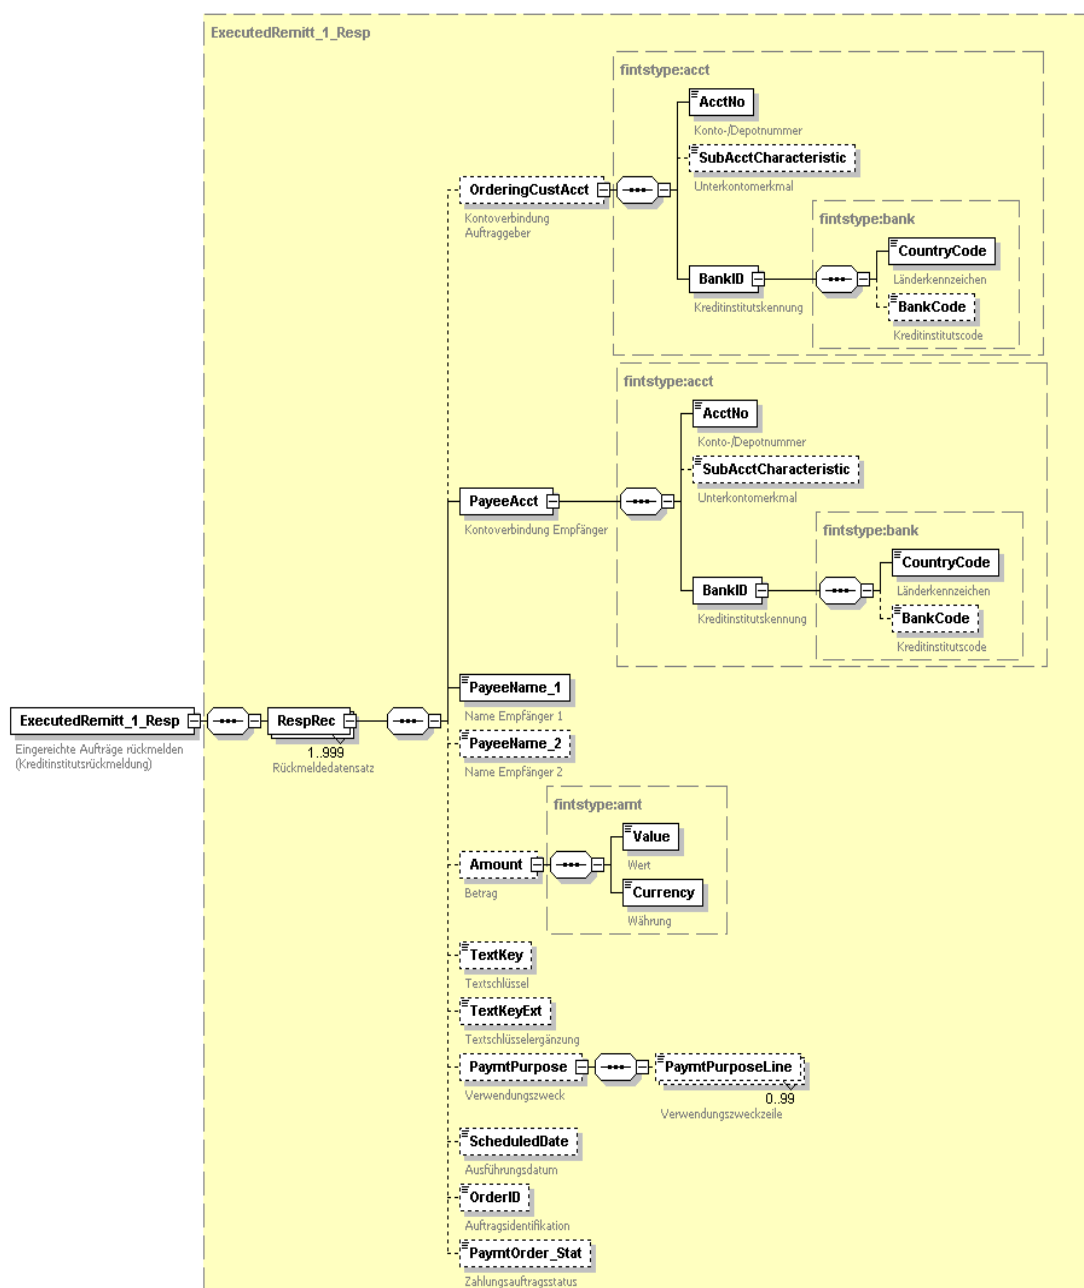 ExecutedRemitt_1_Resp
fintstype:acct
AcctNo
Konto-/Depotnummer
SubAcctCharacteristic
Unterkontomerkmal
OrderingCustAcct
Kontoverbindung
Auftraggeber
fintstype:bank
CountryCode
Länderkennzeichen
BankID
Kreditinstitutskennung
BankCode
Kreditinstitutscode
fintstype:acct
AcctNo
Konto-/Depotnummer
SubAcctCharacteristic
Unterkontomerkmal
PayeeAcct
Kontoverbindung Empfänger
fintstype:bank
CountryCode
Länderkennzeichen
BankID
Kreditinstitutskennung
BankCode
Kreditinstitutscode
PayeeName_1
Name Empfänger 1
ExecutedRemitt_1_Resp
Eingereichte Aufträge rückmelden
(Kreditinstitutsrückmeldung)
RespRec
1..999
Rückmeldedatensatz
PayeeName_2
Name Empfänger 2
fintstype:amt
Value
Wert
Amount
Betrag
Currency
Währung
TextKey
Textschlüssel
TextKeyExt
Textschlüsselergänzung
PaymtPurpose
Verwendungszweck
PaymtPurposeLine
0..99
Verwendungszweckzeile
ScheduledDate
Ausführungsdatum
OrderID
Auftragsidentifikation
PaymtOrder_Stat
Zahlungsauftragsstatus